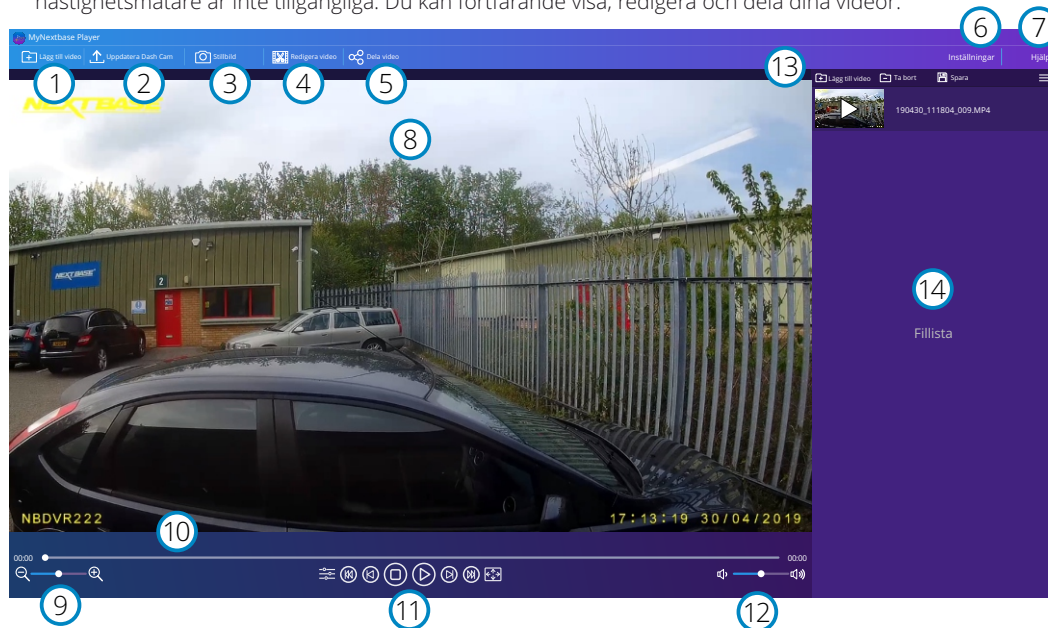 hastighetsmätare är inte tillgängliga. Du kan fortfarande visa, redigera och dela dina videor.
6
7
MyNextbase Player
Lägg till video
Uppdatera Dash Cam
Stillbild
Redigera video
Dela video
Inställningar
Hjälp
1
2
3
4
5
13
Lägg till video
Ta bort
Spara
NEXTBASE
190430_111804_009.MP4
8
NEXTBASE
2
14
Fillista
NBDVR222
17:13:19 30/04/2019
10
00:00
00:00
9
11
12